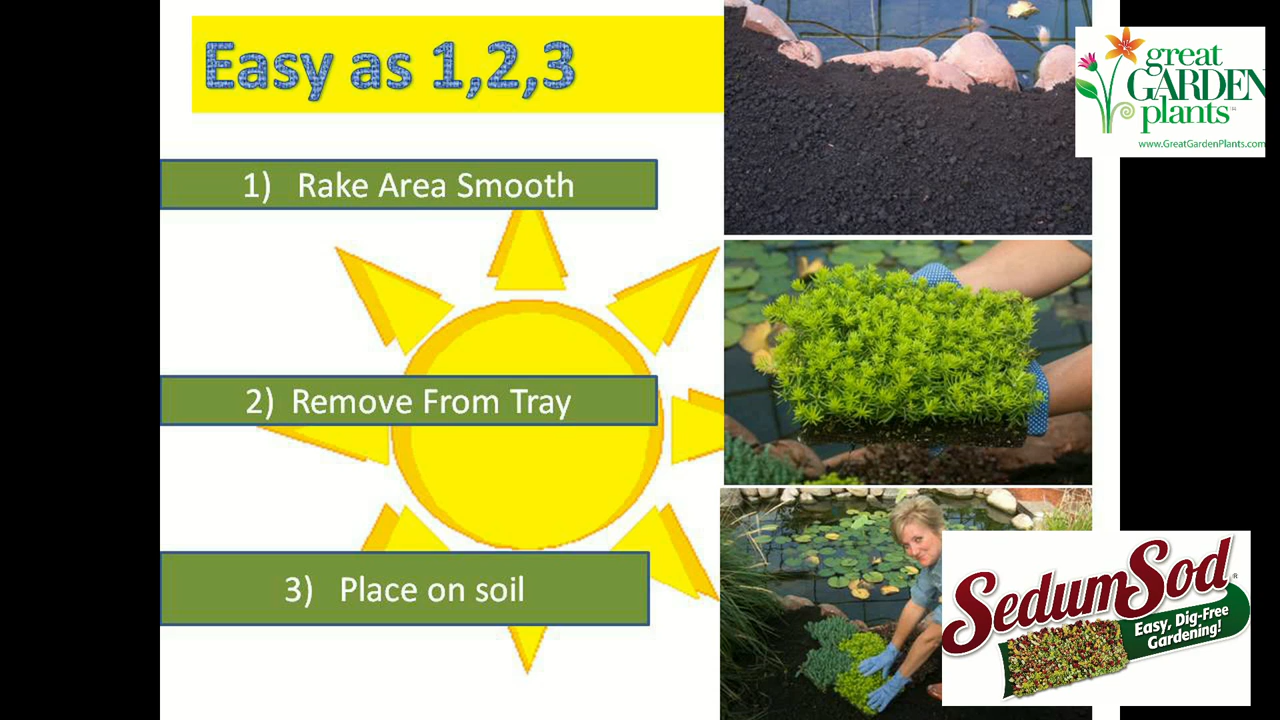 Easy as 1,2,3
great
GARDEN
plants™
www.GreatGardenPlants.com
1) Rake Area Smooth
2) Remove From Tray
3) Place on soil
SedumSod®
Easy, Dig-Free
Gardening!